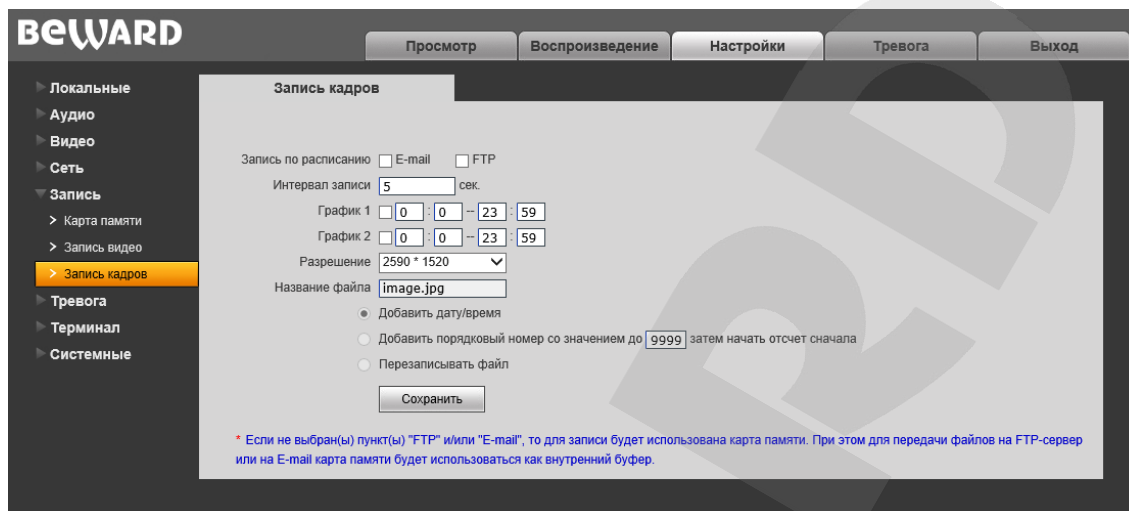 BEWARD
Просмотр Воспроизведение Настройки Тревога Выход
Локальные
Аудио
Видео
Сеть
Запись
> Карта памяти
> Запись видео
> Запись кадров
Тревога
Терминал
Системные
Запись кадров
Запись по расписанию E-mail FTP
Интервал записи 5 сек.
График 1 0 : 0 -- 23 : 59
График 2 0 : 0 -- 23 : 59
Разрешение 2590 * 1520
Название файла image.jpg
Добавить дату/время
Добавить порядковый номер со значением до 9999 затем начать отсчет сначала
Перезаписывать файл
Сохранить
* Если не выбран(ы) пункт(ы) "FTP" и/или "E-mail", то для записи будет использована карта памяти. При этом для передачи файлов на FTP-сервер
или на E-mail карта памяти будет использоваться как внутренний буфер.